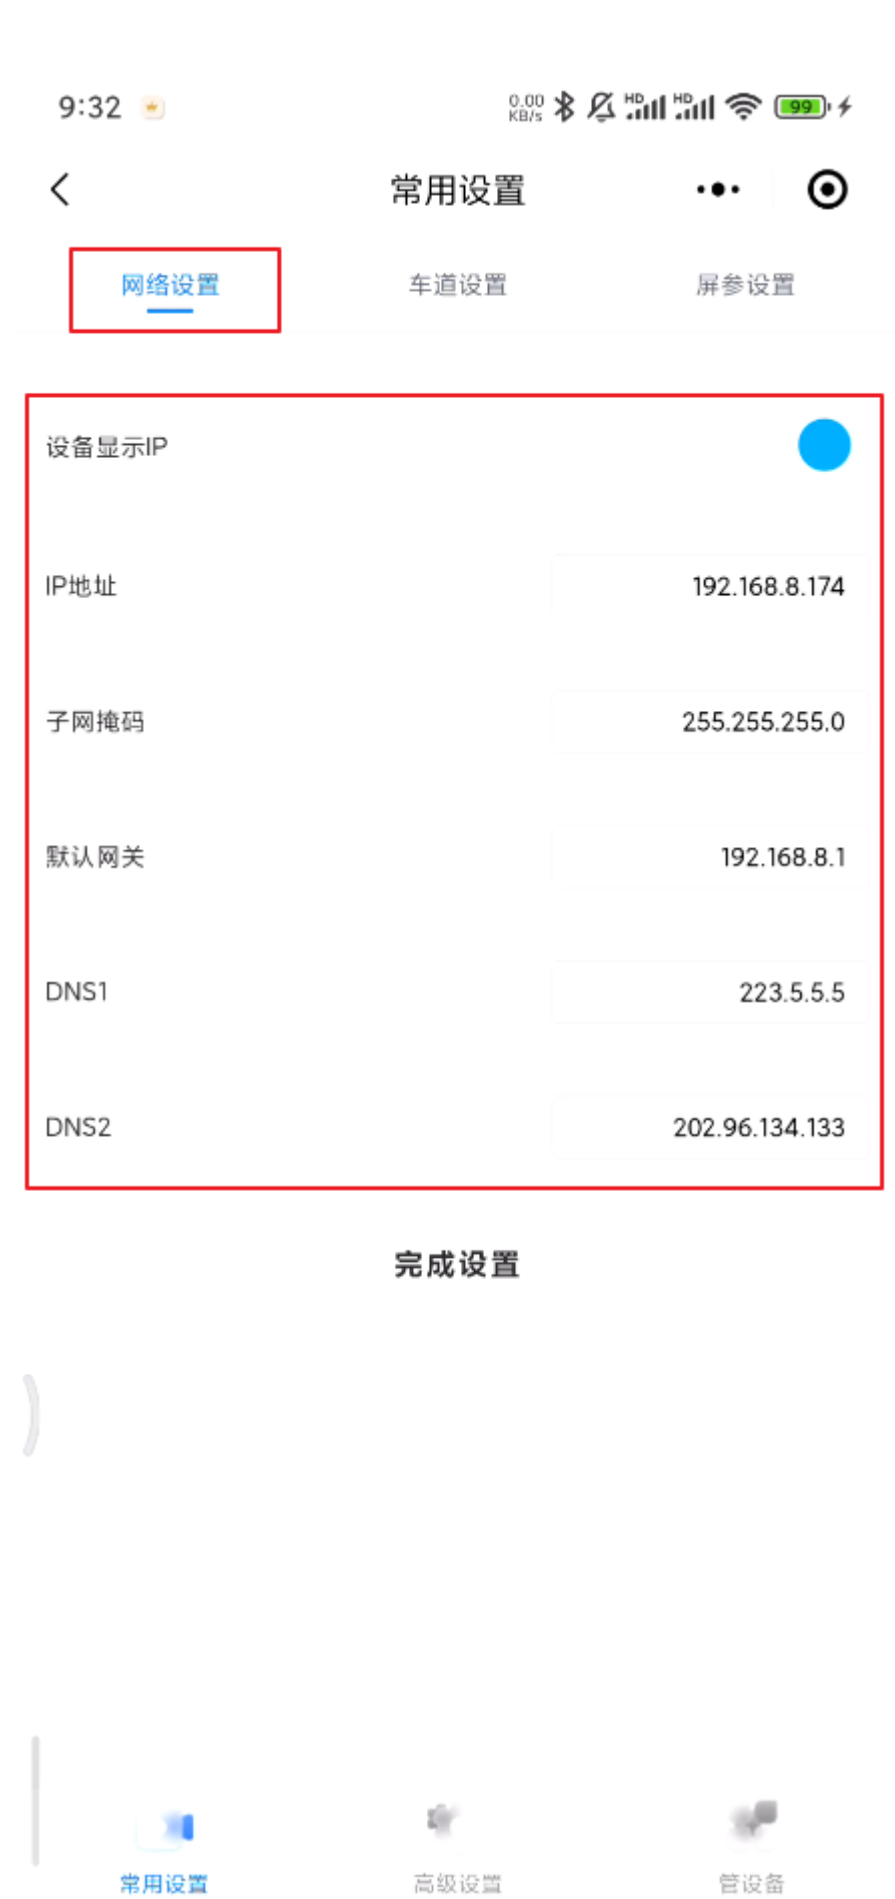 9:32 0.00 KB/s HD HD 99
常用设置
网络设置 车道设置 屏参设置
设备显示IP
IP地址 192.168.8.174
子网掩码 255.255.255.0
默认网关 192.168.8.1
DNS1 223.5.5.5
DNS2 202.96.134.133
完成设置
常用设置 高级设置 管设备